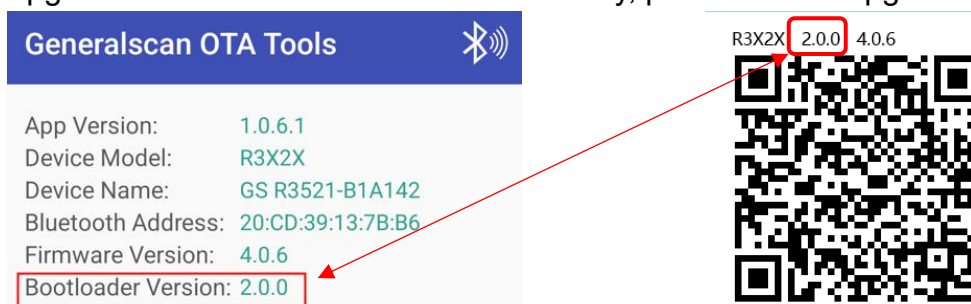 Generalscan OTA Tools
App Version: 1.0.6.1
Device Model: R3X2X
Device Name: GS R3521-B1A142
Bluetooth Address: 20:CD:39:13:7B:B6
Firmware Version: 4.0.6
Bootloader Version: 2.0.0
R3X2X 2.0.0 4.0.6